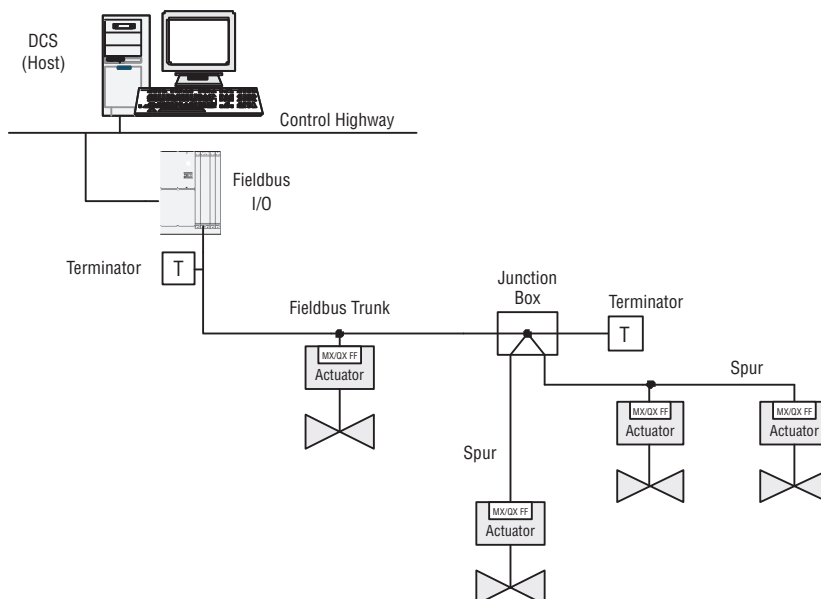 DCS
(Host)
Control Highway
Fieldbus
I/O
Terminator
T
Fieldbus Trunk
Junction
Box
Terminator
T
MX/QX FF
Actuator
Spur
MX/QX FF
Actuator
MX/QX FF
Actuator
Spur
MX/QX FF
Actuator